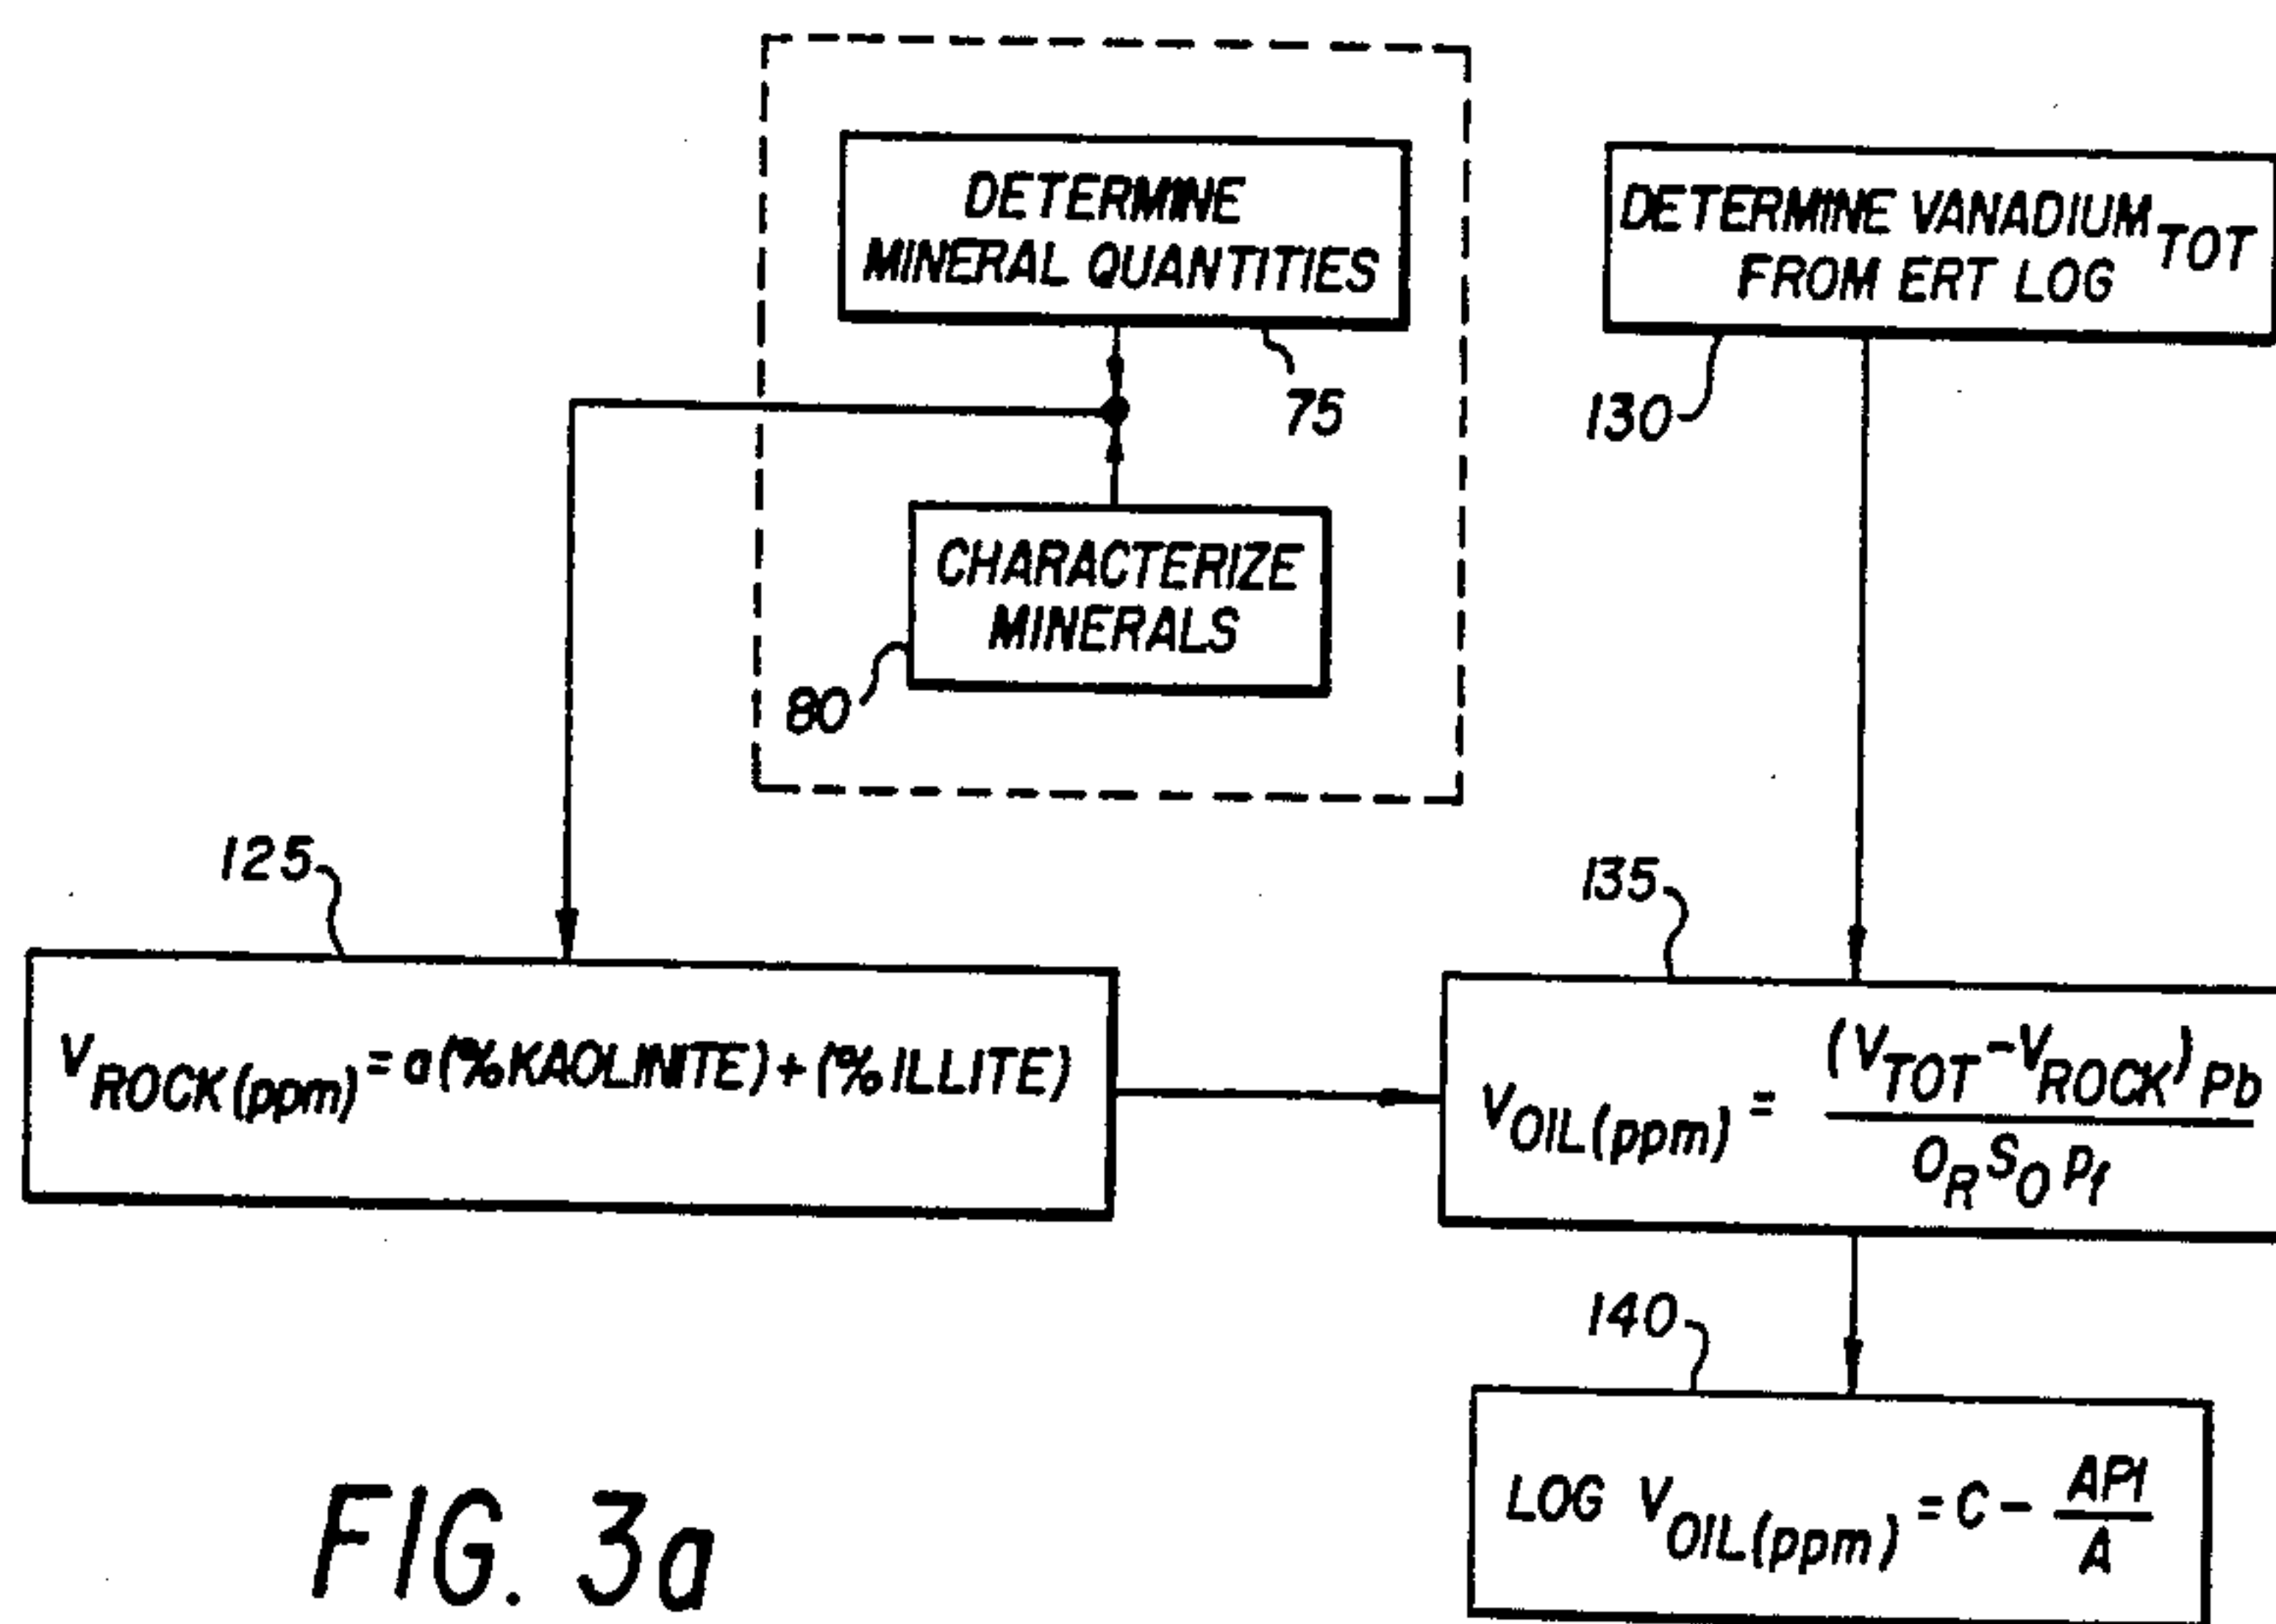 DETERMINE
MINERAL QUANTITIES
75
CHARACTERIZE
MINERALS
80
DETERMINE VANADIUM TOT
FROM ERT LOG
130
125
V ROCK(ppm) = a(%KAOLINITE) + (%ILLITE)
135
V OIL(ppm) = (V TOT - V ROCK) Pb
O R S O P f
140
LOG V OIL(ppm) = C - API
A
FIG. 3a